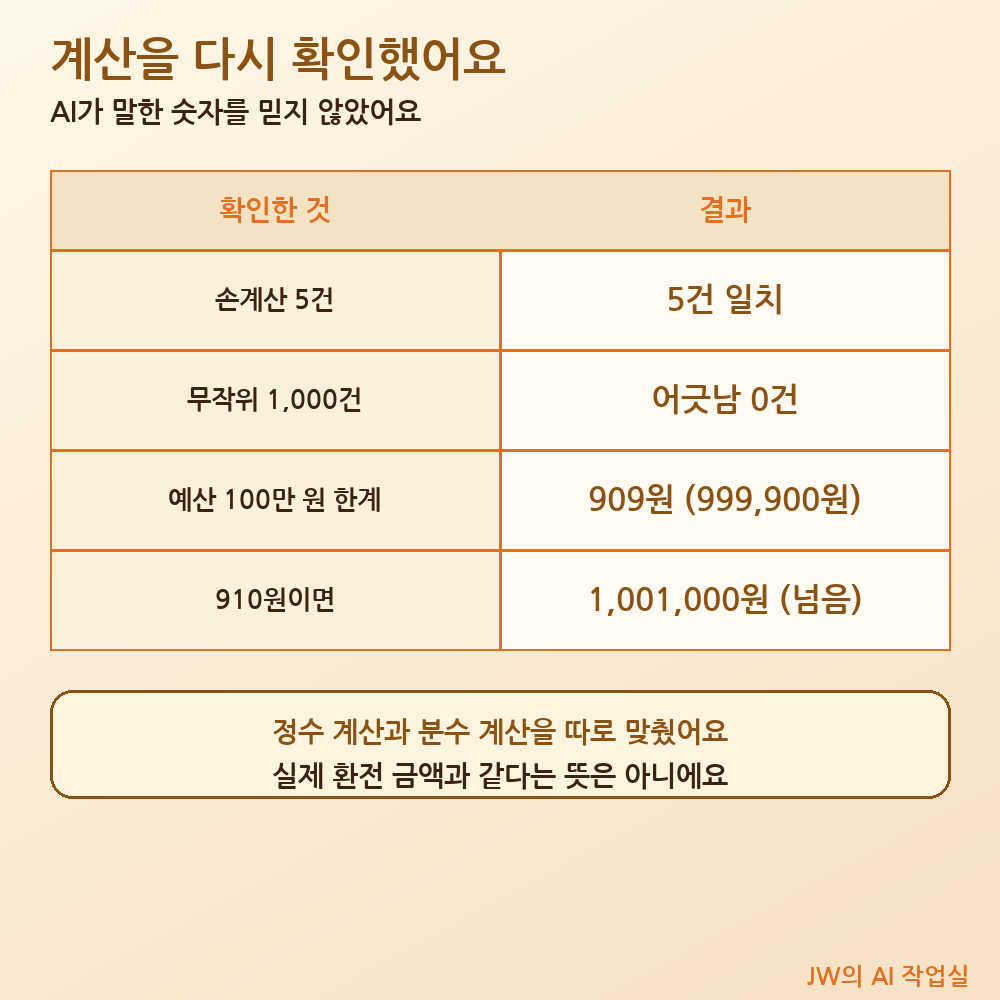 계산을 다시 확인했어요
AI가 말한 숫자를 믿지 않았어요
확인한 것 결과
손계산 5건 5건 일치
무작위 1,000건 어긋남 0건
예산 100만 원 한계 909원 (999,900원)
910원이면 1,001,000원 (넘음)
정수 계산과 분수 계산을 따로 맞췄어요
실제 환전 금액과 같다는 뜻은 아니에요
JW의 AI 작업실